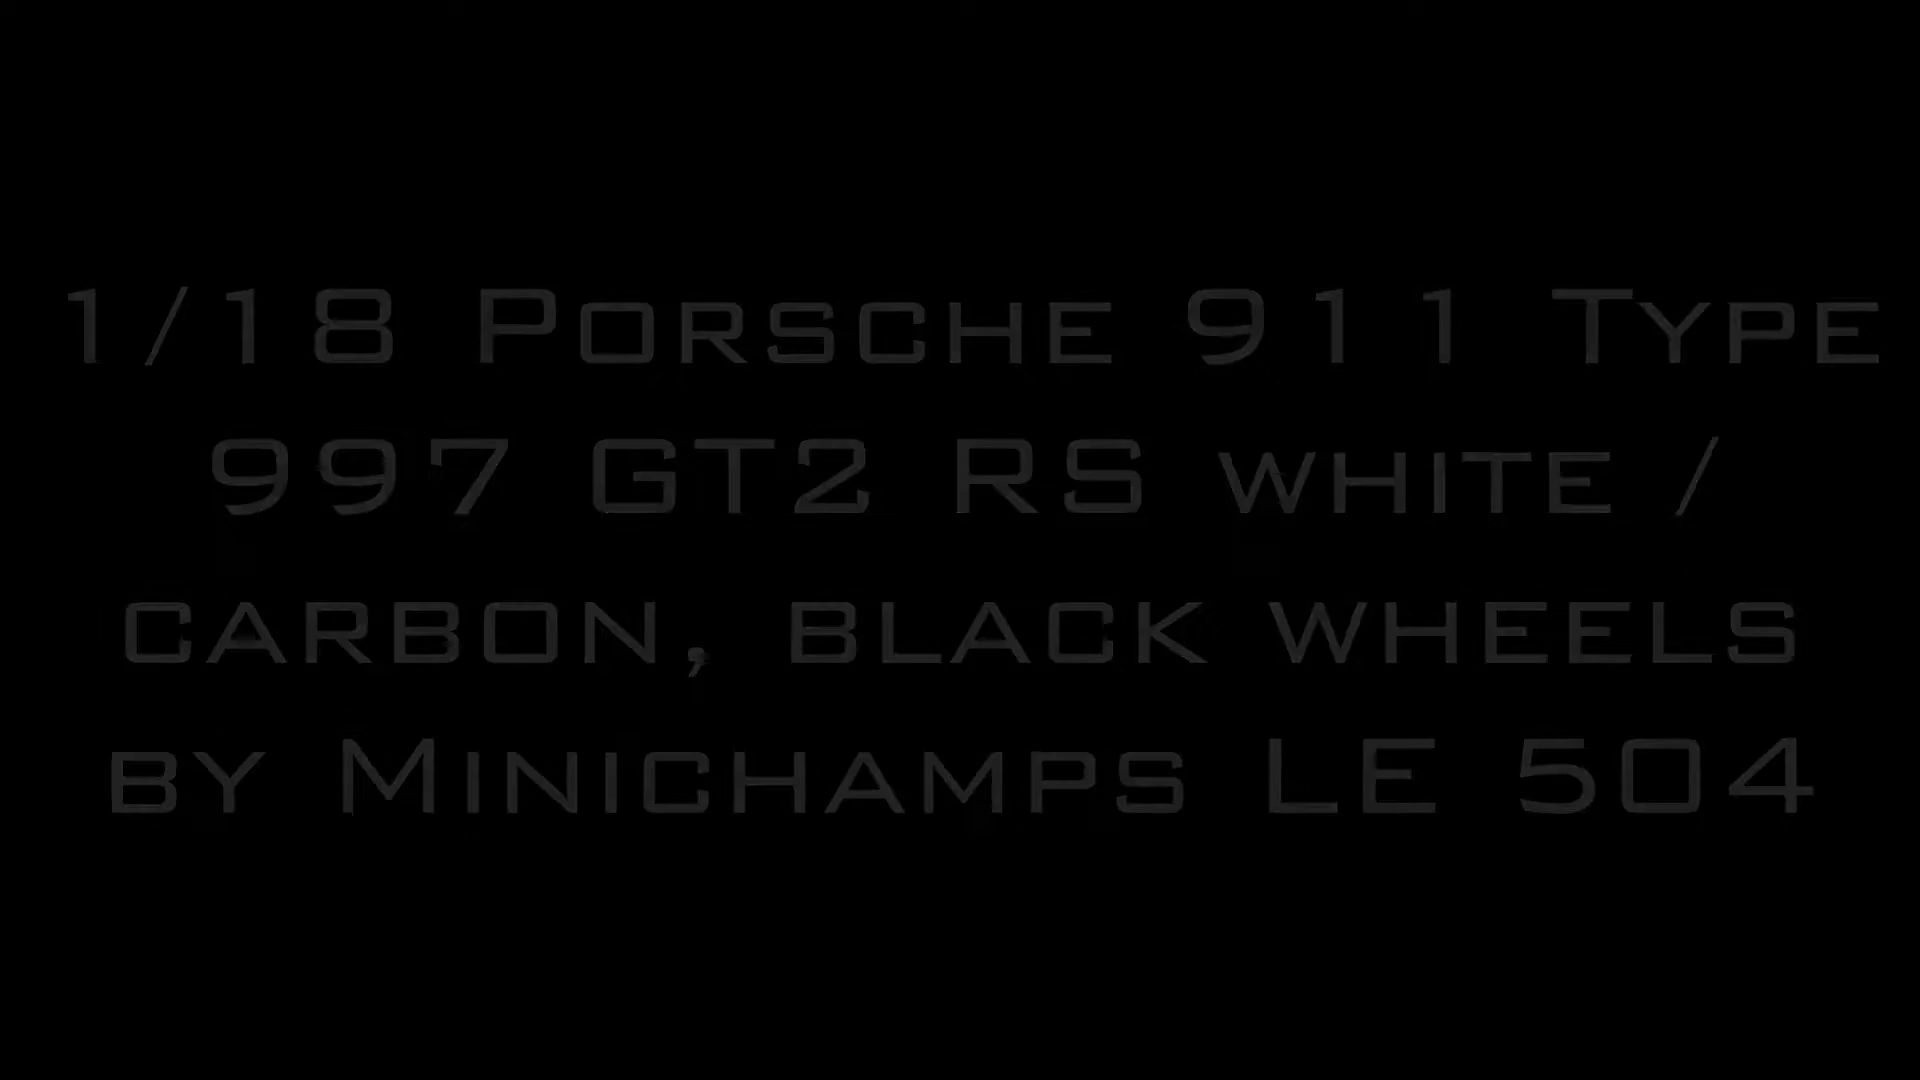 1/18 Porsche 911 Type
997 GT2 RS white /
carbon, black wheels
by Minichamps LE 504